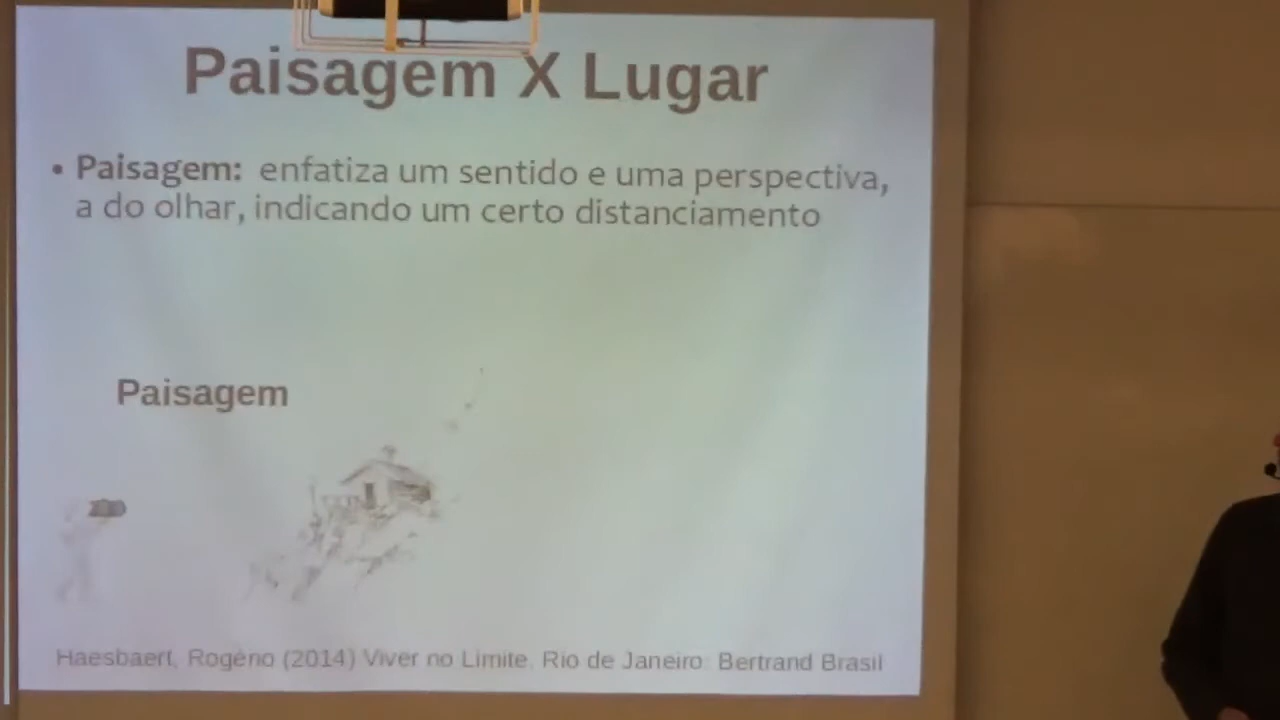 Paisagem X Lugar
• Paisagem: enfatiza um sentido e uma perspectiva,
a do olhar, indicando um certo distanciamento
Paisagem
Haesbaert, Rogério (2014) Viver no Limite. Rio de Janeiro: Bertrand Brasil